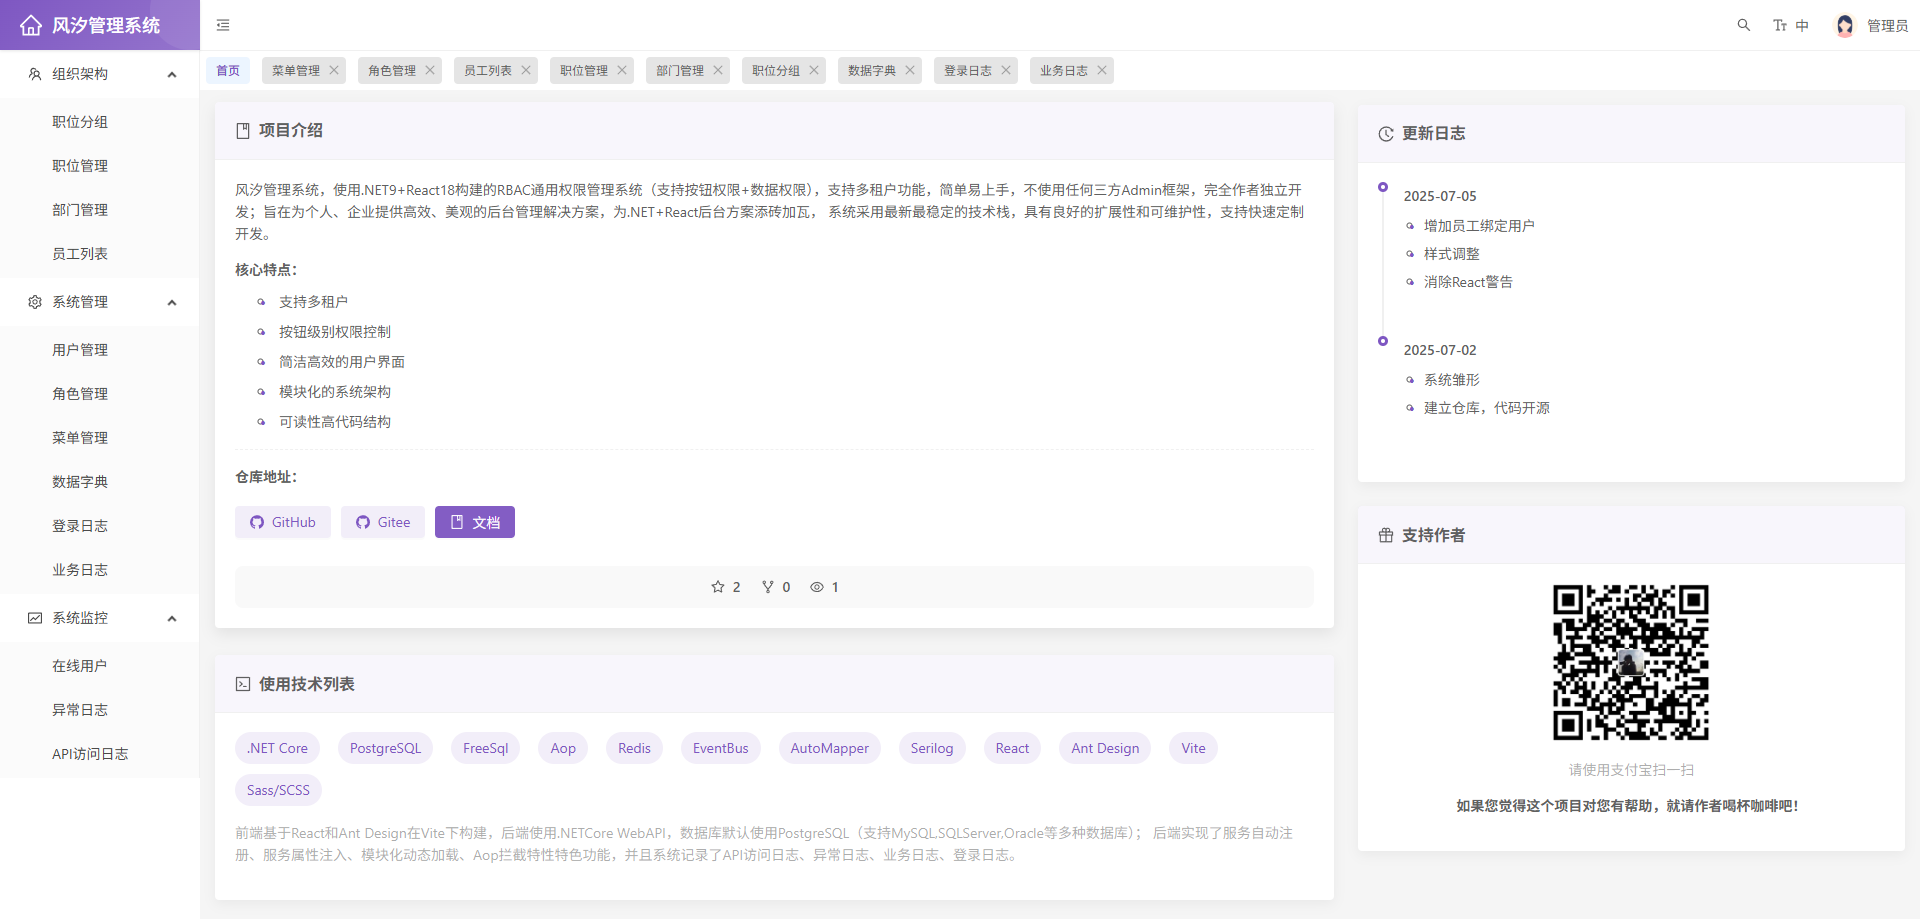 风汐管理系统
中
管理员
组织架构
职位分组
职位管理
部门管理
员工列表
系统管理
用户管理
角色管理
菜单管理
数据字典
登录日志
业务日志
系统监控
在线用户
异常日志
API访问日志
首页
菜单管理
角色管理
员工列表
职位管理
部门管理
职位分组
数据字典
登录日志
业务日志
项目介绍
风汐管理系统，使用.NET9+React18构建的RBAC通用权限管理系统（支持按钮权限+数据权限），支持多租户功能，简单易上手，不使用任何三方Admin框架，完全作者独立开
发；旨在为个人、企业提供高效、美观的后台管理解决方案，为.NET+React后台方案添砖加瓦， 系统采用最新最稳定的技术栈，具有良好的扩展性和可维护性，支持快速定制
开发。
核心特点：
支持多租户
按钮级别权限控制
简洁高效的用户界面
模块化的系统架构
可读性高代码结构
仓库地址：
GitHub
Gitee
文档
2
0
1
使用技术列表
.NET Core
PostgreSQL
FreeSql
Aop
Redis
EventBus
AutoMapper
Serilog
React
Ant Design
Vite
Sass/SCSS
前端基于React和Ant Design在Vite下构建，后端使用.NETCore WebAPI，数据库默认使用PostgreSQL（支持MySQL,SQLServer,Oracle等多种数据库）； 后端实现了服务自动注
册、服务属性注入、模块化动态加载、Aop拦截特性特色功能，并且系统记录了API访问日志、异常日志、业务日志、登录日志。
更新日志
2025-07-05
增加员工绑定用户
样式调整
消除React警告
2025-07-02
系统雏形
建立仓库，代码开源
支持作者
请使用支付宝扫一扫
如果您觉得这个项目对您有帮助，就请作者喝杯咖啡吧！